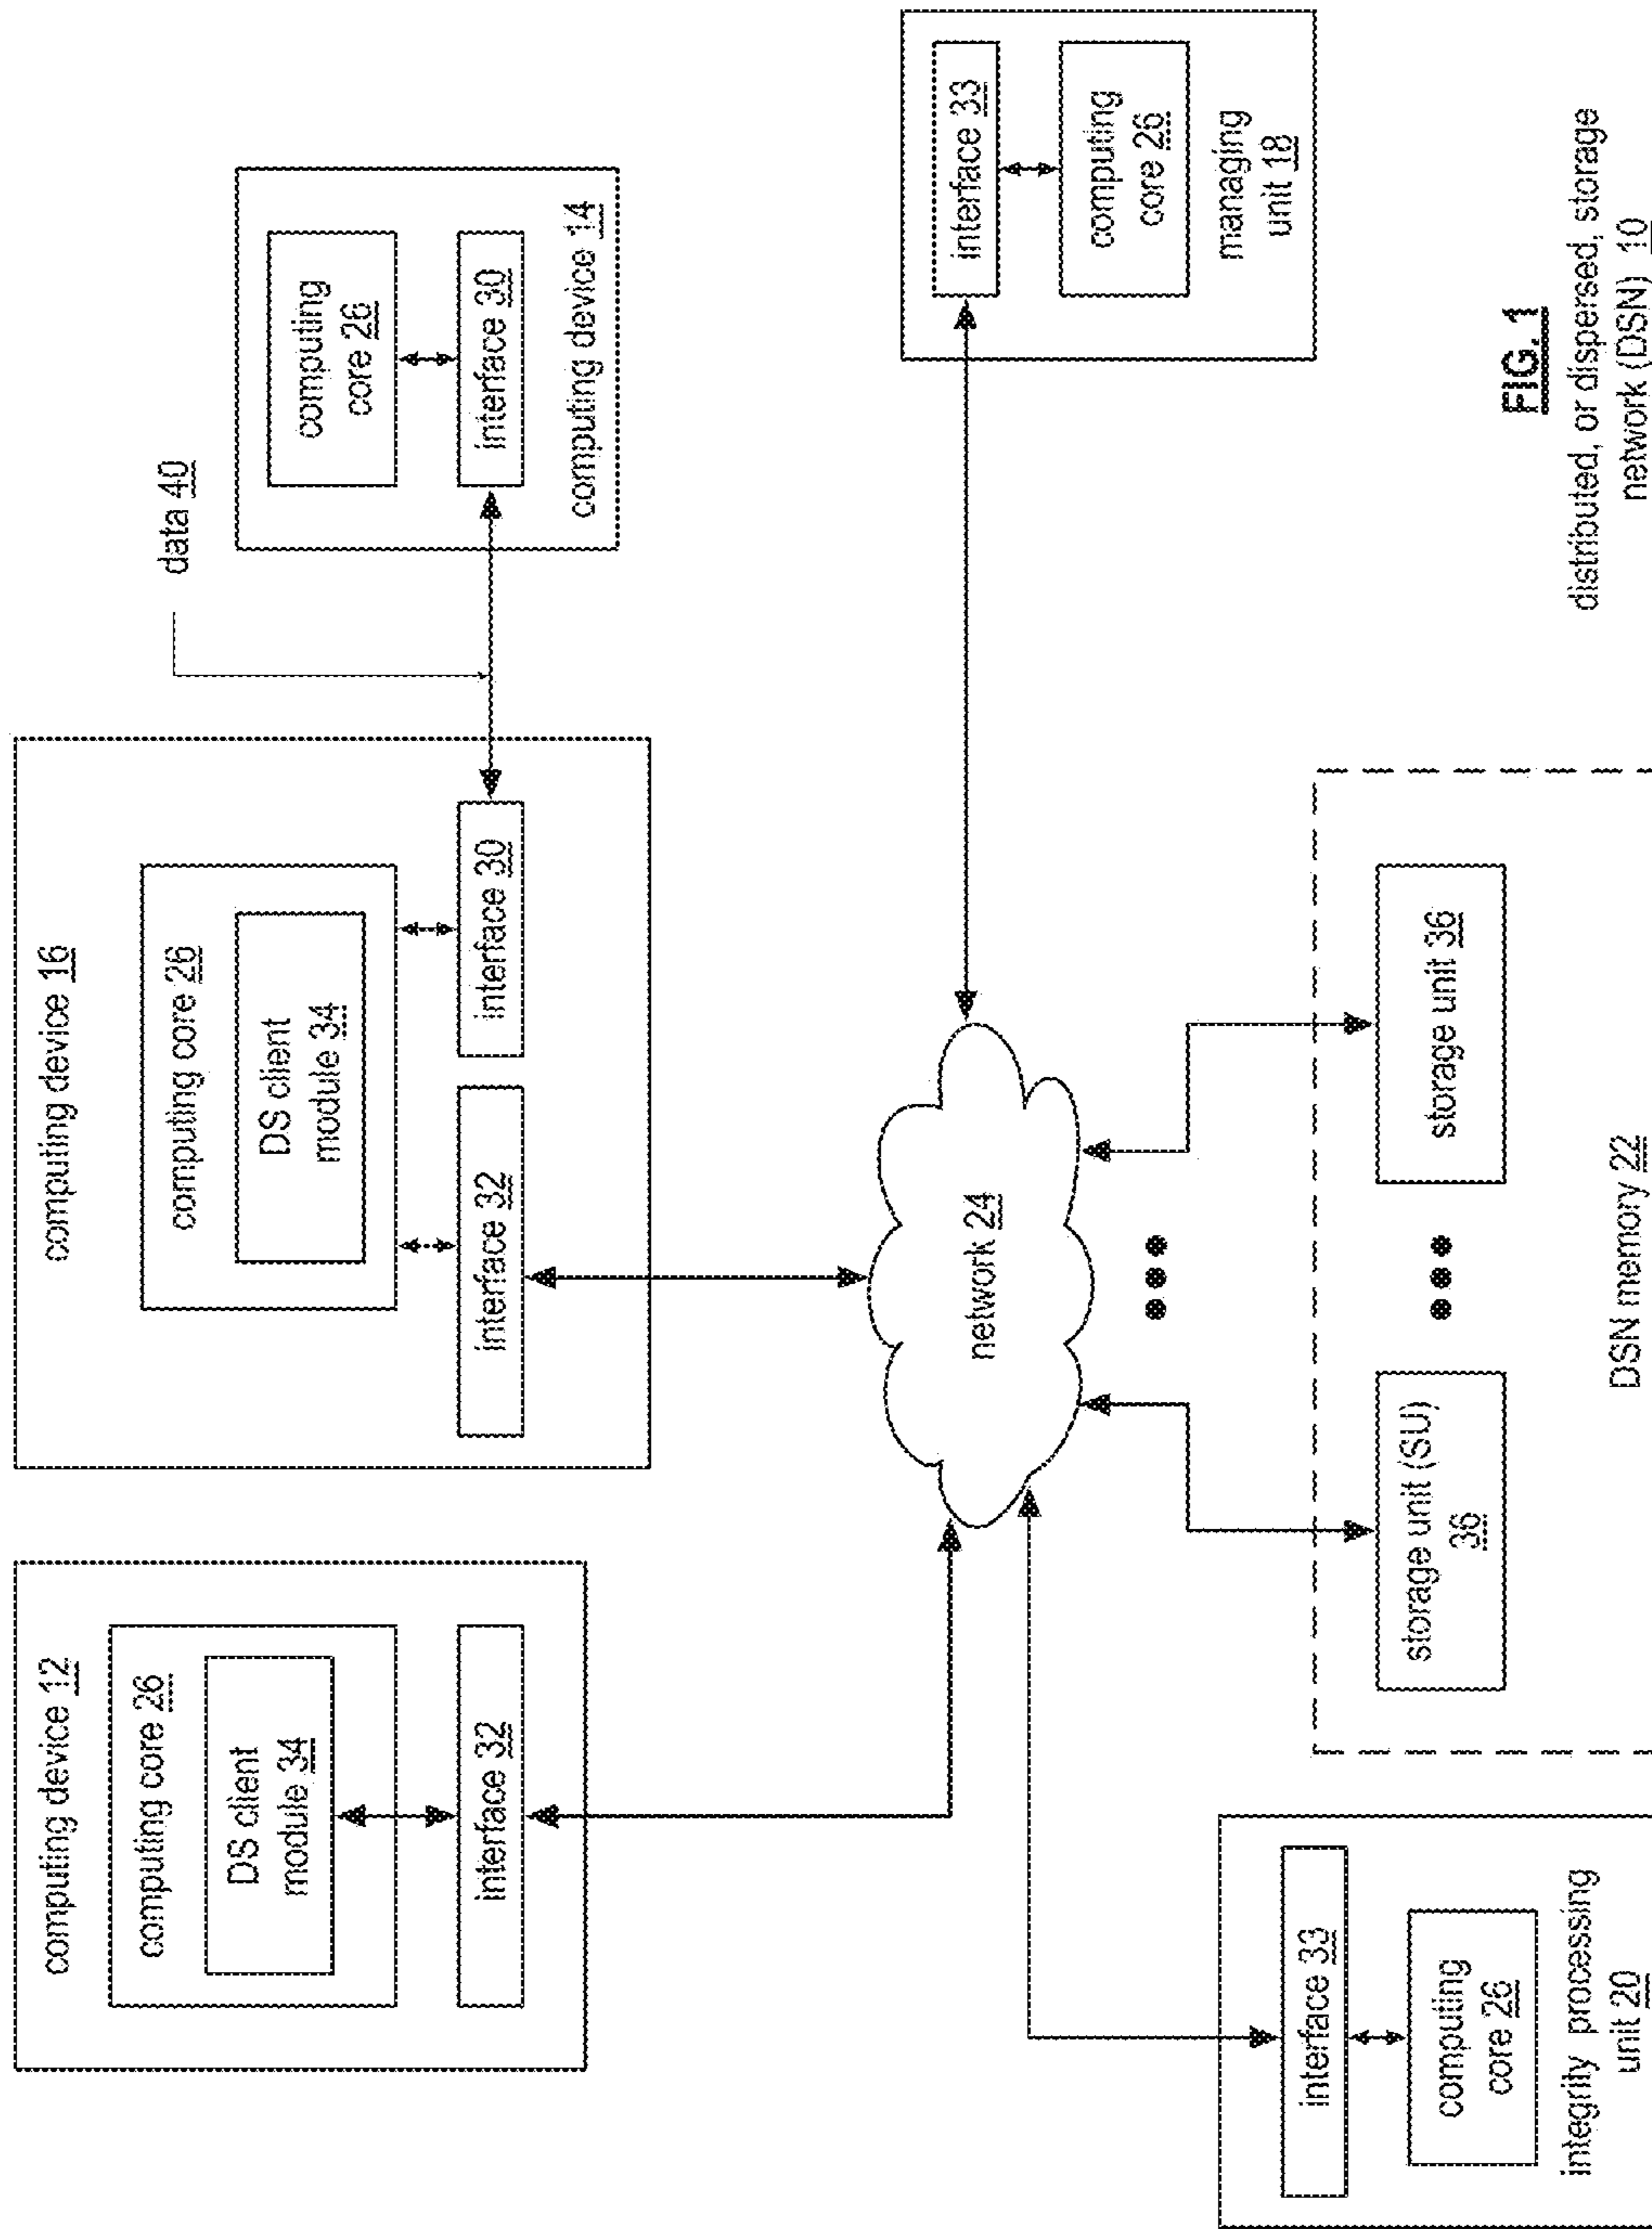 computing device 12
computing core 26
DS client
module 34
interface 32
computing device 16
computing core 26
DS client
module 34
interface 32
interface 30
data 40
computing
core 26
interface 30
computing device 14
network 24
interface 33
computing
core 26
managing
unit 18
interface 33
computing
core 26
integrity processing
unit 20
storage unit (SU)
36
storage unit 36
DSN memory 22
FIG. 1
distributed, or dispersed, storage
network (DSN) 10